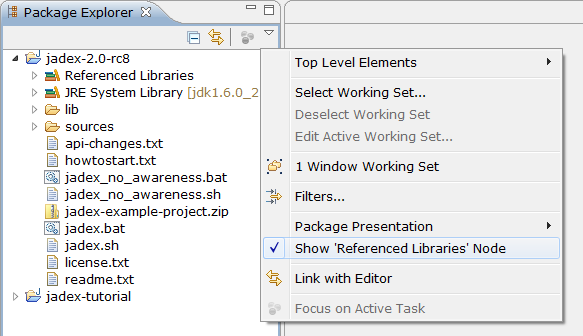 Package Explorer
jadex-2.0-rc8
Referenced Libraries
JRE System Library [jdk1.6.0_2
lib
sources
api-changes.txt
howtostart.txt
jadex_no_awareness.bat
jadex_no_awareness.sh
jadex-example-project.zip
jadex.bat
jadex.sh
license.txt
readme.txt
jadex-tutorial
Top Level Elements
Select Working Set...
Deselect Working Set
Edit Active Working Set...
1 Window Working Set
Filters...
Package Presentation
Show 'Referenced Libraries' Node
Link with Editor
Focus on Active Task